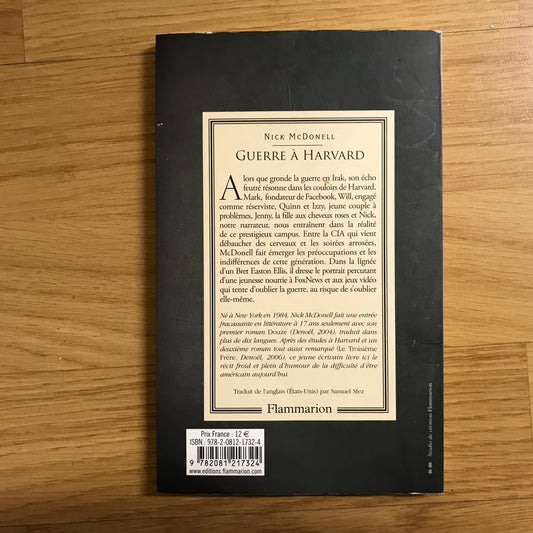 NICK MCDONELL
GUERRE À HARVARD
Alors que gronde la guerre en Irak, son écho
feutré résonne dans les couloirs de Harvard.
Mark, fondateur de Facebook, Will, engagé
comme réserviste, Quinn et Izzy, jeune couple à
problèmes, Jenny, la fille aux cheveux roses et Nick,
notre narrateur, nous entraînent dans la réalité
de ce prestigieux campus. Entre la CIA qui vient
débaucher des cerveaux et les soirées arrosées,
McDonell fait émerger les préoccupations et les
indifférences de cette génération. Dans la lignée
d'un Bret Easton Ellis, il dresse le portrait percutant
d'une jeunesse nourrie à FoxNews et aux jeux vidéo
qui tente d'oublier la guerre, au risque de s'oublier
elle-même.
Né à New York en 1984, Nick McDonell fait une entrée
fracassante en littérature à 17 ans seulement avec son
premier roman Douze (Denoël, 2004), traduit dans
plus de dix langues. Après des études à Harvard et un
deuxième roman tout aussi remarqué (Le Troisième
Frère, Denoël, 2006), ce jeune écrivain livre ici le
récit froid et plein d'humour de la difficulté d'être
américain aujourd'hui.
Traduit de l'anglais (États-Unis) par Samuel Sfez
Flammarion
Prix France : 12 €
ISBN : 978-2-0812-1732-4
9 782081 217324
www.editions.flammarion.com
Studio de création Flammarion